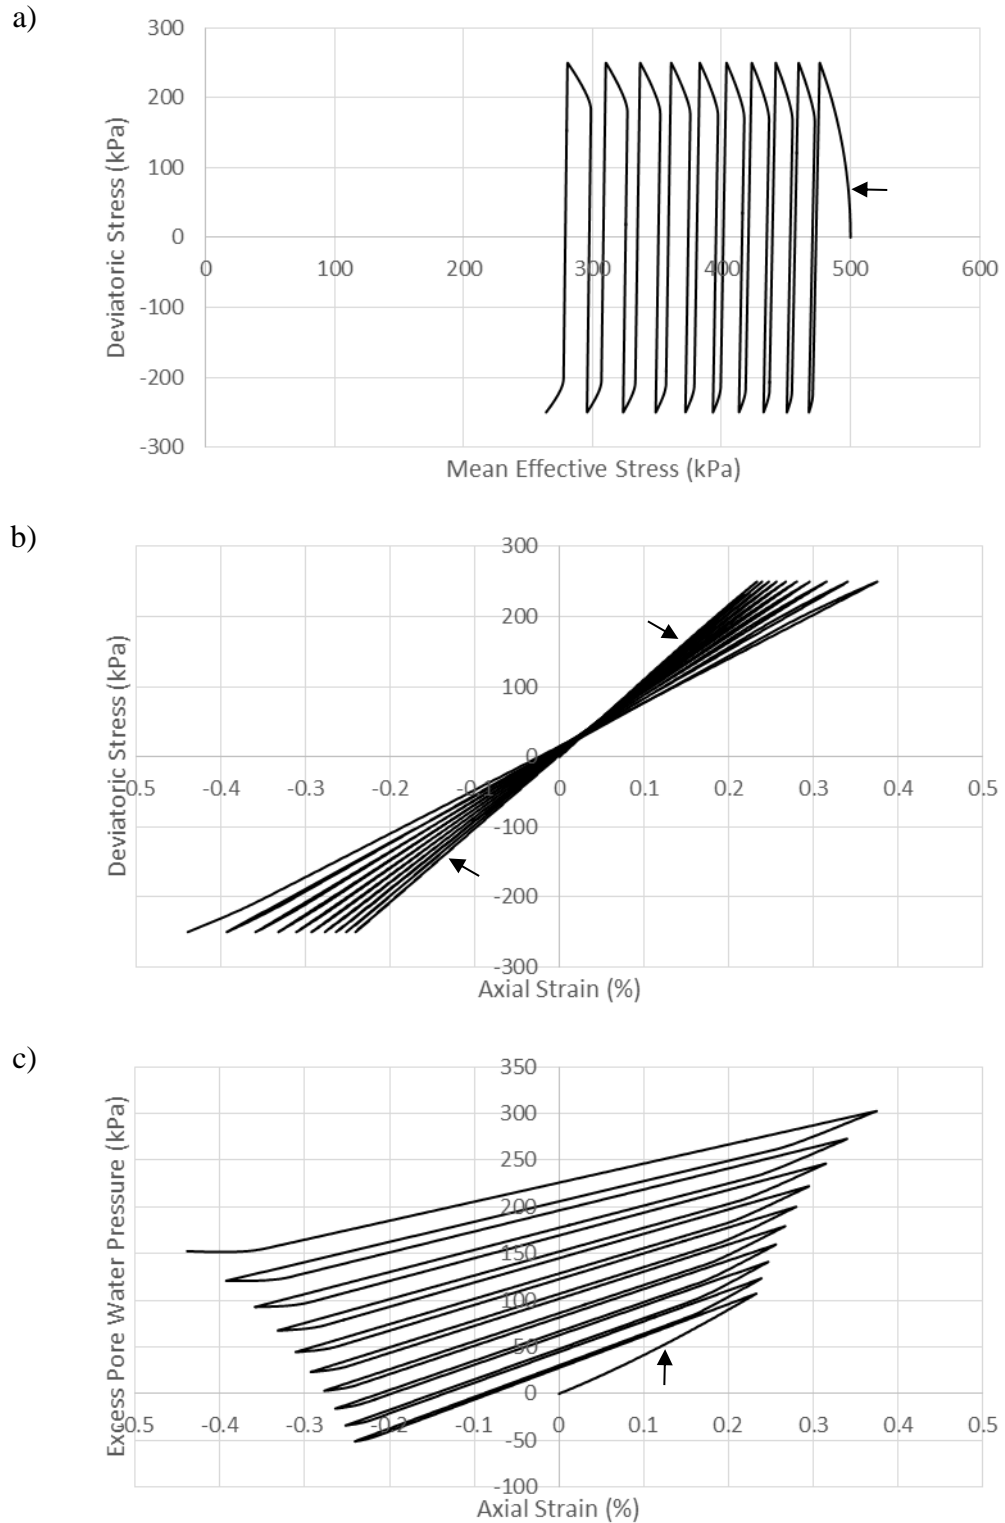 a)
300
200
100
0
-100
-200
-300
0 100 200 300 400 500 600
Deviatoric Stress (kPa)
Mean Effective Stress (kPa)
b)
300
200
100
0
-100
-200
-300
0.5 -0.4 -0.3 -0.2 -0.1 0 0.1 0.2 0.3 0.4 0.5
Deviatoric Stress (kPa)
Axial Strain (%)
c)
350
300
250
200
150
100
50
0
-50
-100
0.5 -0.4 -0.3 -0.2 -0.1 0 0.1 0.2 0.3 0.4 0.5
Excess Pore Water Pressure (kPa)
Axial Strain (%)